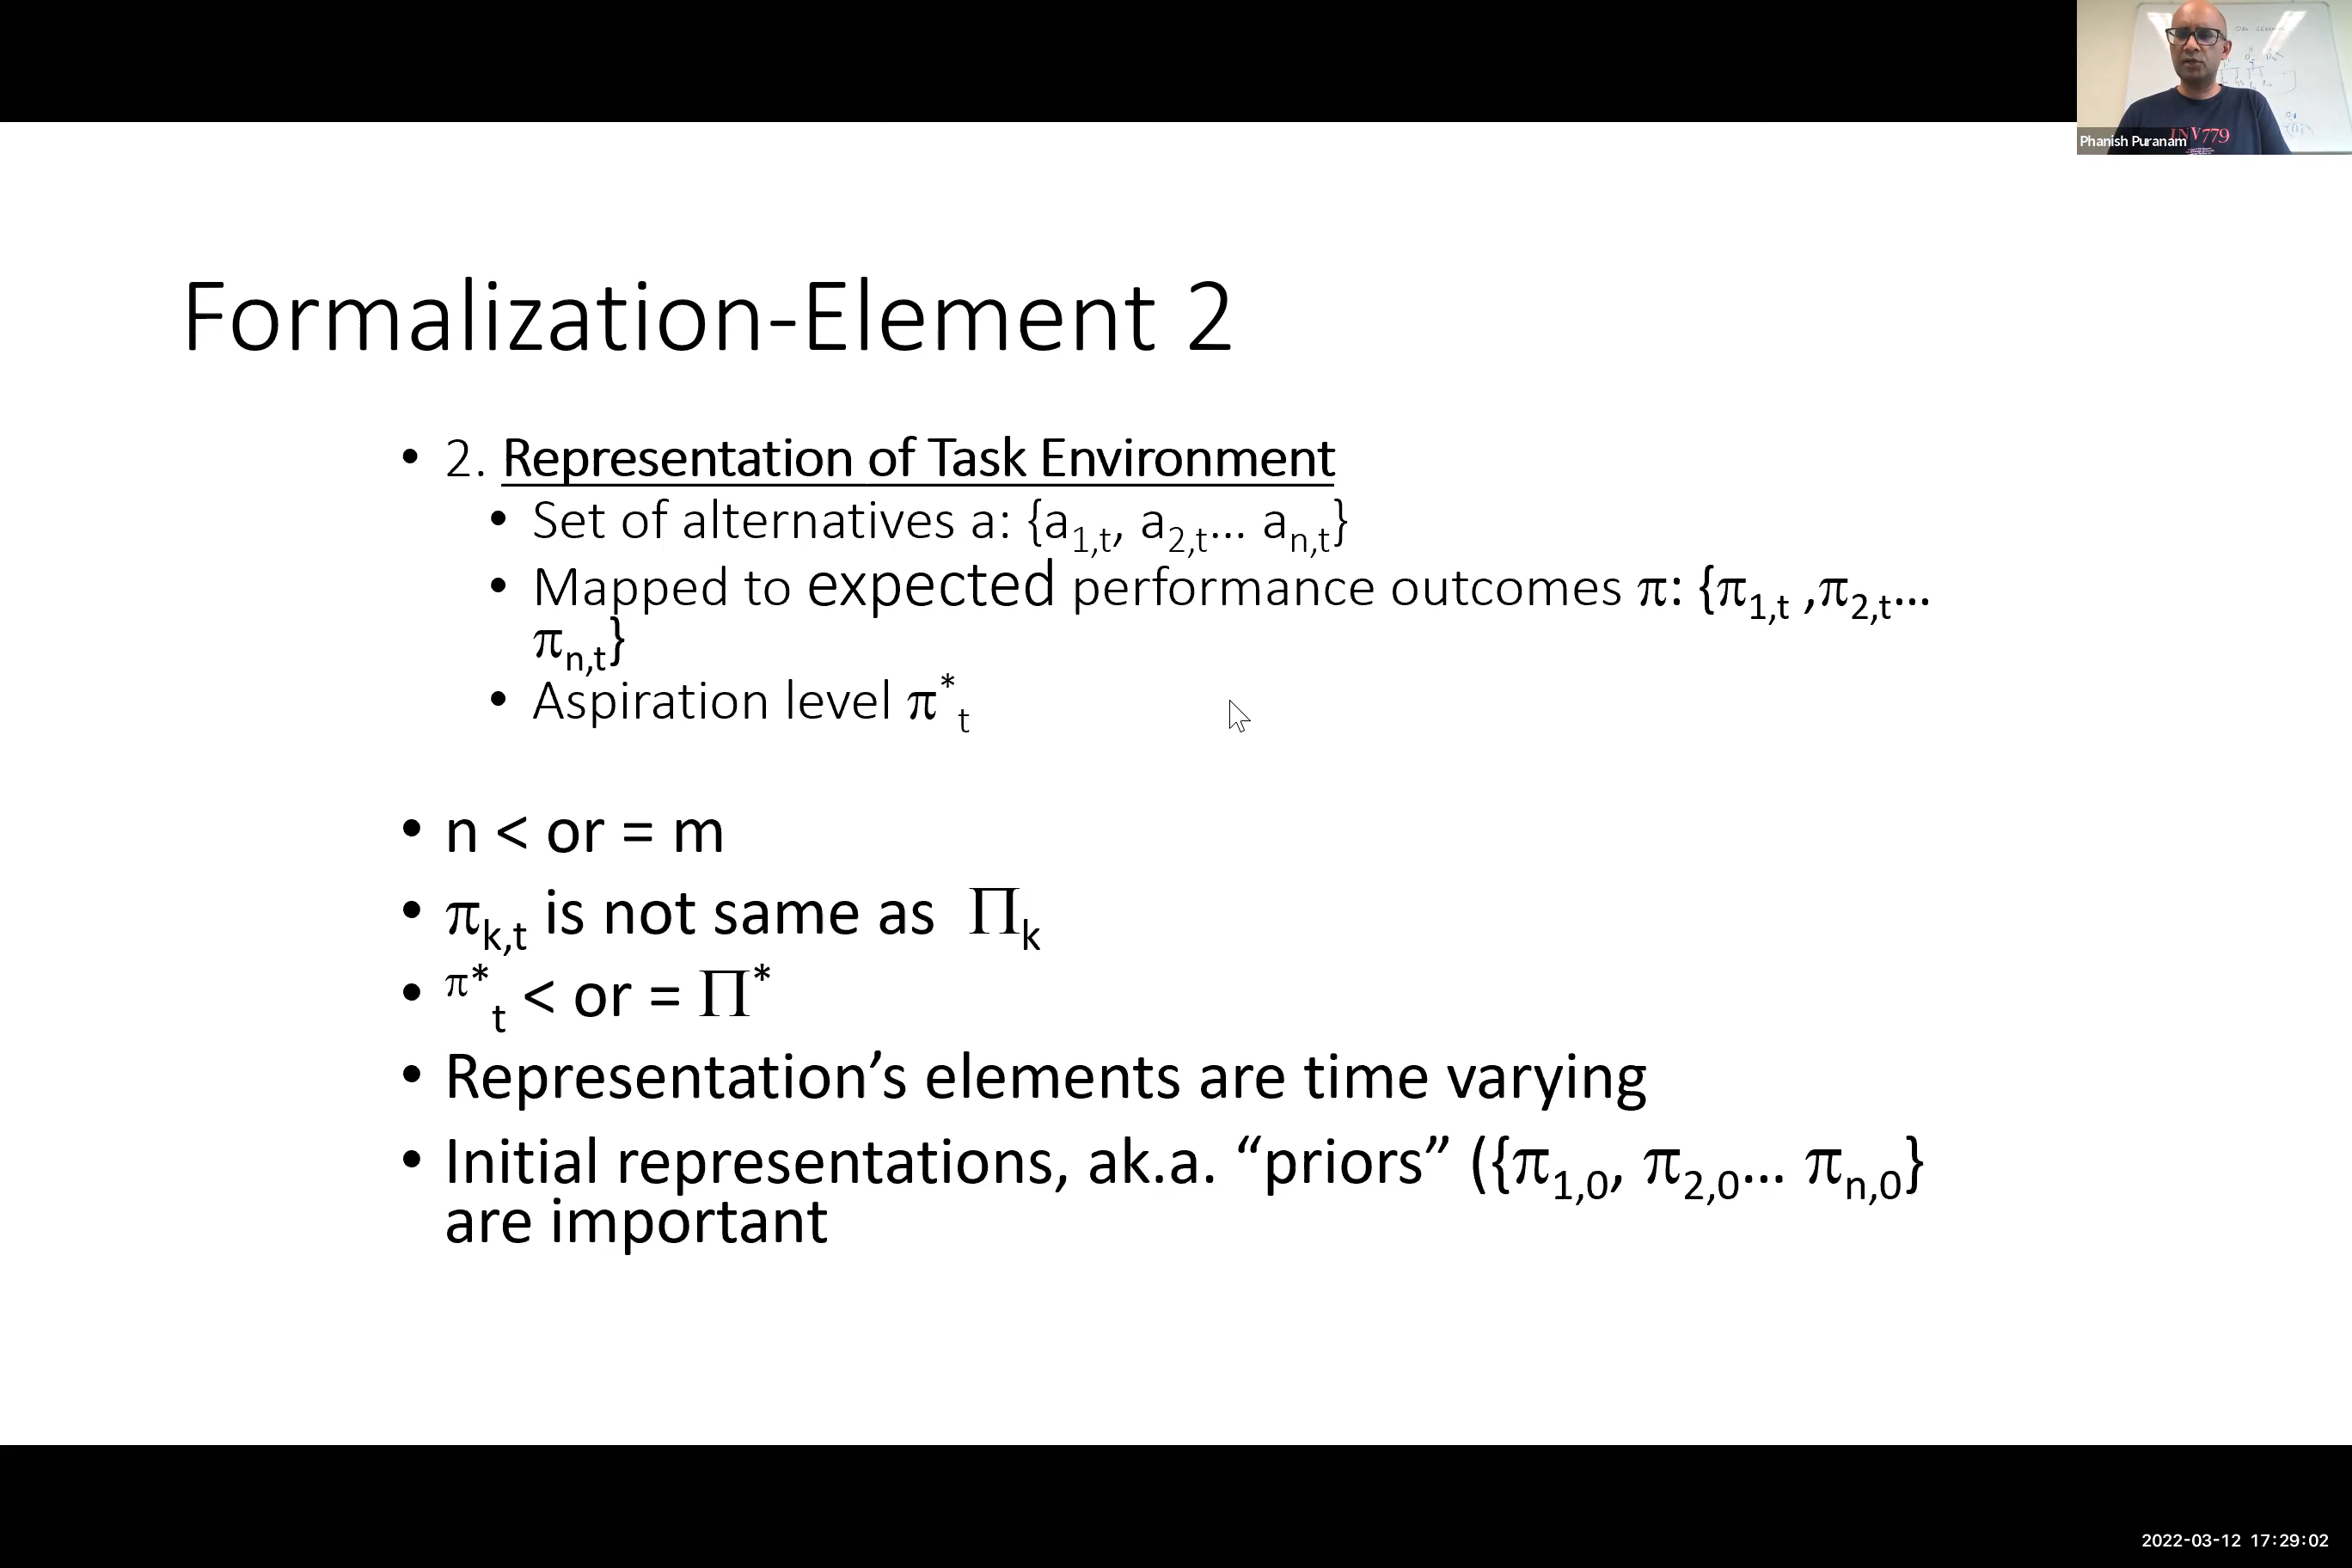 Phanish Puranam
INV779
Formalization-Element 2
• 2. Representation of Task Environment
• Set of alternatives a: {a1,t, a2,t... an,t}
• Mapped to expected performance outcomes π: {π1,t ,π2,t...
πn,t}
• Aspiration level π*t
• n < or = m
• πk,t is not same as Πk
• π*t < or = Π*
• Representation’s elements are time varying
• Initial representations, ak.a. “priors” ({π1,0, π2,0... πn,0}
are important
2022-03-12 17:29:02